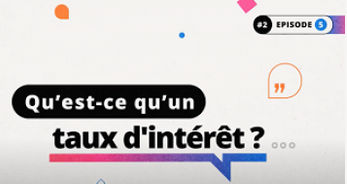 #2 EPISODE 5
Qu'est-ce qu'un
taux d'intérêt ?